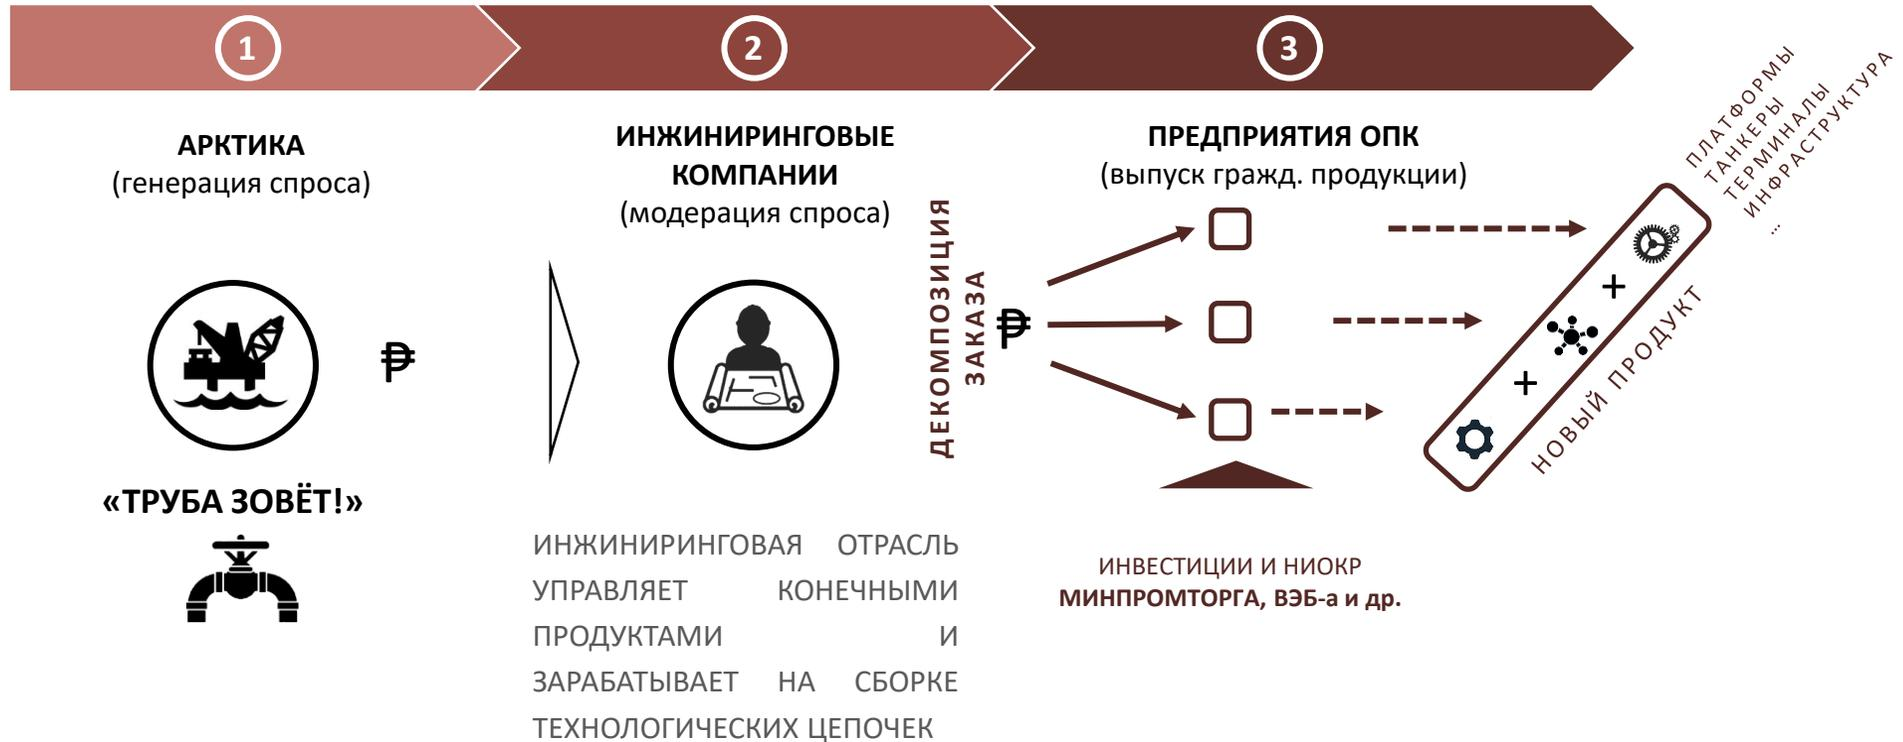 1
2
3
АРКТИКА
(генерация спроса)
«ТРУБА ЗОВЁТ!»
ИНЖИНИРИНГОВЫЕ
КОМПАНИИ
(модерация спроса)
ИНЖИНИРИНГОВАЯ ОТРАСЛЬ
УПРАВЛЯЕТ КОНЕЧНЫМИ
ПРОДУКТАМИ И
ЗАРАБАТЫВАЕТ НА СБОРКЕ
ТЕХНОЛОГИЧЕСКИХ ЦЕПОЧЕК
ДЕКОМПОЗИЦИЯ
ЗАКАЗА
ПРЕДПРИЯТИЯ ОПК
(выпуск гражд. продукции)
ИНВЕСТИЦИИ И НИОКР
МИНПРОМТОРГА, ВЭБ-а и др.
+
+
НОВЫЙ ПРОДУКТ
ПЛАТФОРМЫ
ТАНКЕРЫ
ТЕРМИНАЛЫ
ИНФРАСТРУКТУРА
...